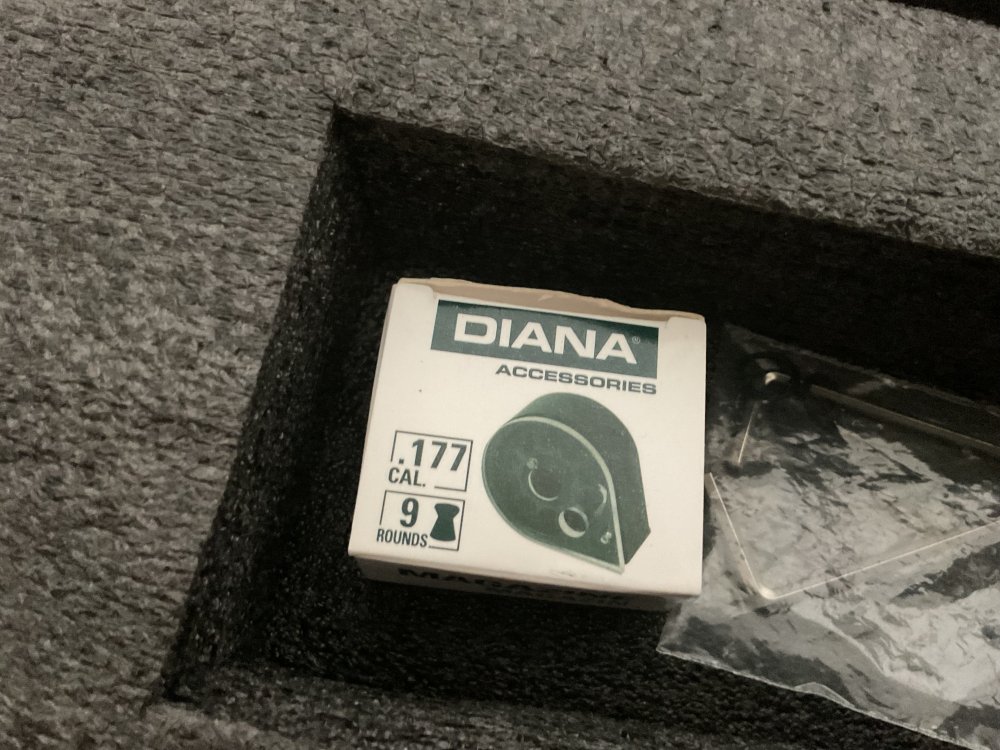 DIANA®
ACCESSORIES
.177
CAL.
9
ROUNDS